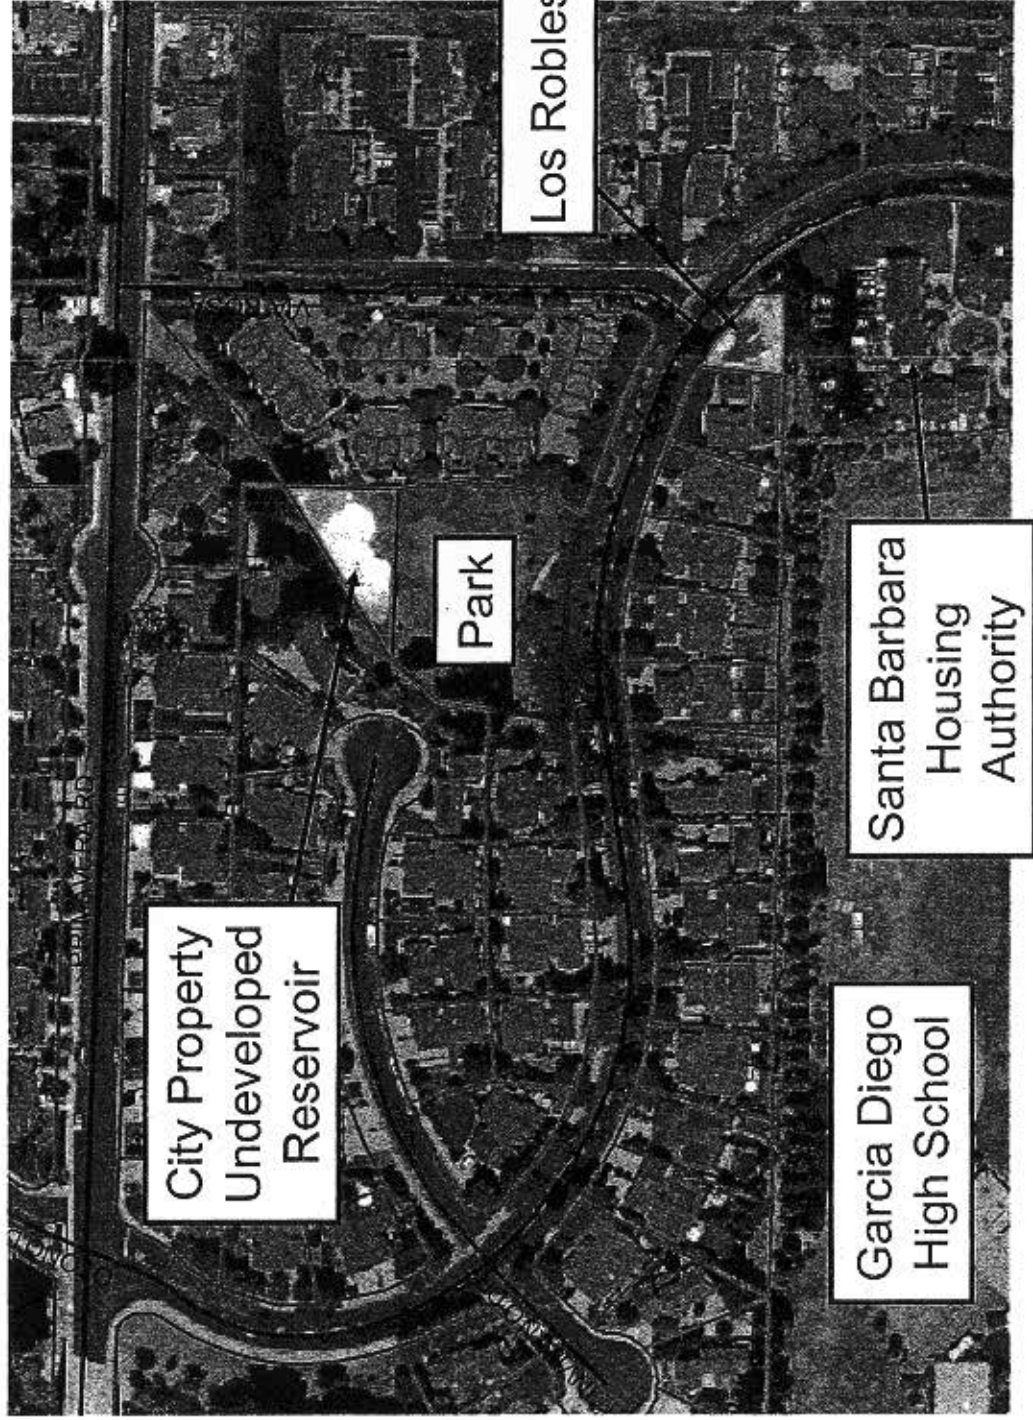 City Property
Undeveloped
Reservoir
Park
Los Robles
Garcia Diego
High School
Santa Barbara
Housing
Authority